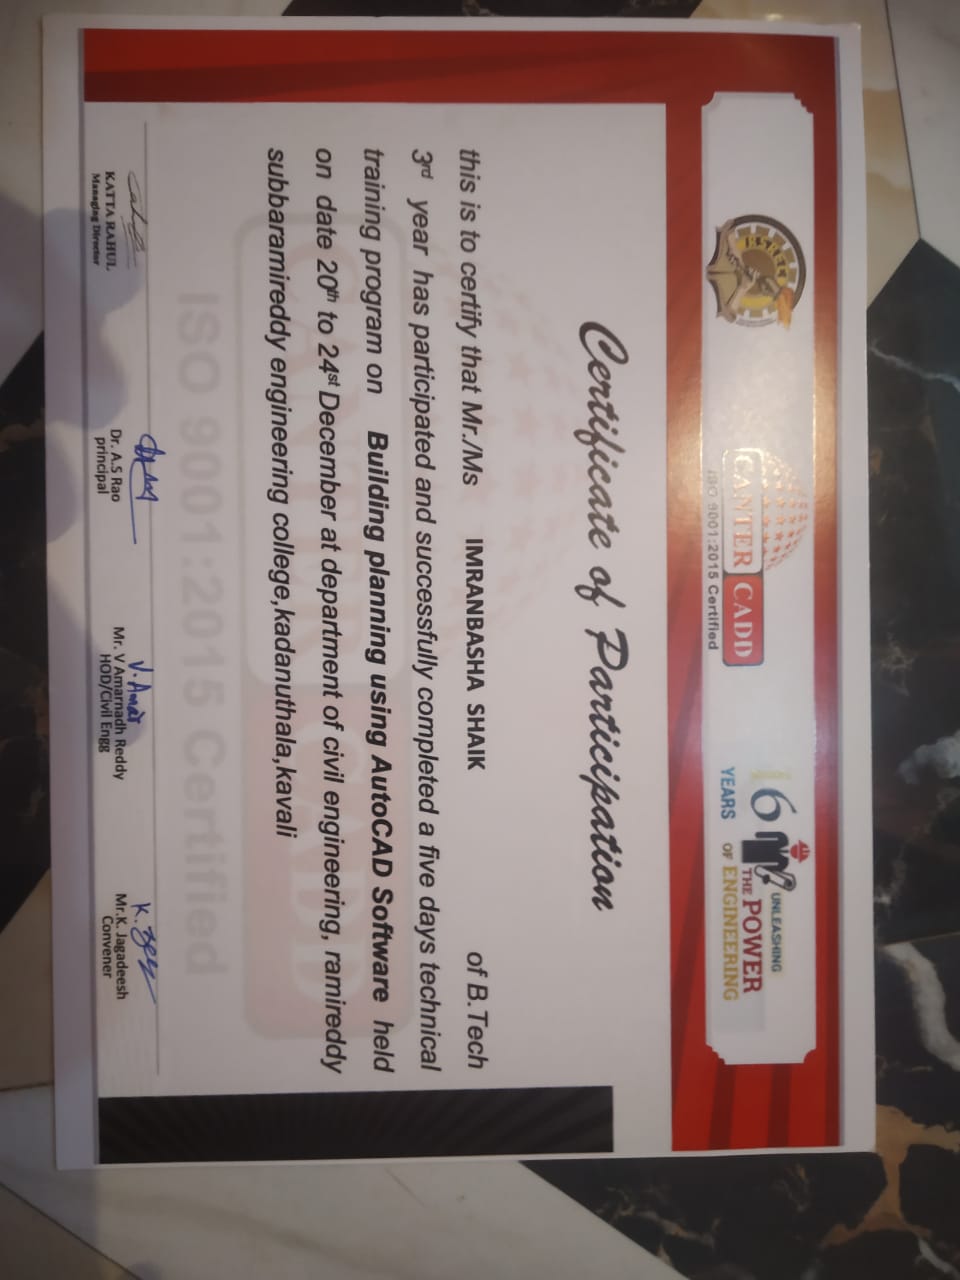 RSREC
CANTER CADD
ISO 9001:2015 Certified
16 UNLEASHING
THE POWER
YEARS OF ENGINEERING
Certificate of Participation
this is to certify that Mr./Ms IMRANBASHA SHAIK of B.Tech
3rd year has participated and successfully completed a five days technical
training program on Building planning using AutoCAD Software held
on date 20th to 24st December at department of civil engineering, ramireddy
subbaramireddy engineering college,kadanuthala,kavali
CANTER CADD
ISO 9001:2015 Certified
V. Amar
KATTA RAHUL
Managing Director
Dr. A.S Rao
principal
Mr. V Amarnadh Reddy
HOD/Civil Engg
Mr.K. Jagadeesh
Convener